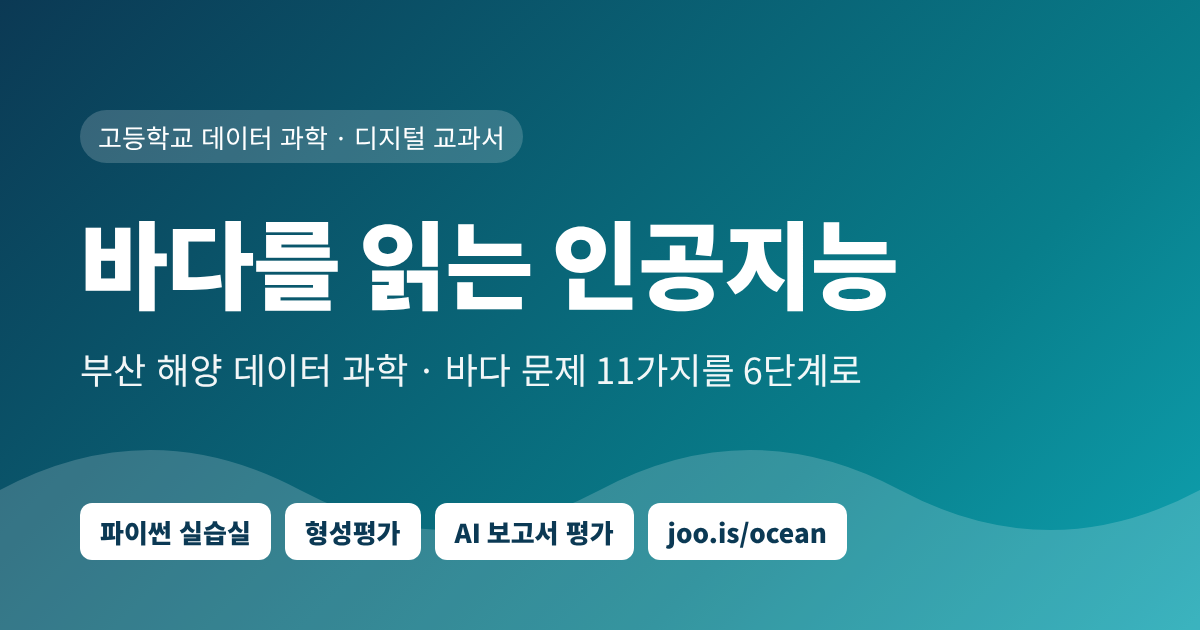 고등학교 데이터 과학 · 디지털 교과서
바다를 읽는 인공지능
부산 해양 데이터 과학 · 바다 문제 11가지를 6단계로
파이썬 실습실 형성평가 AI 보고서 평가 joo.is/ocean